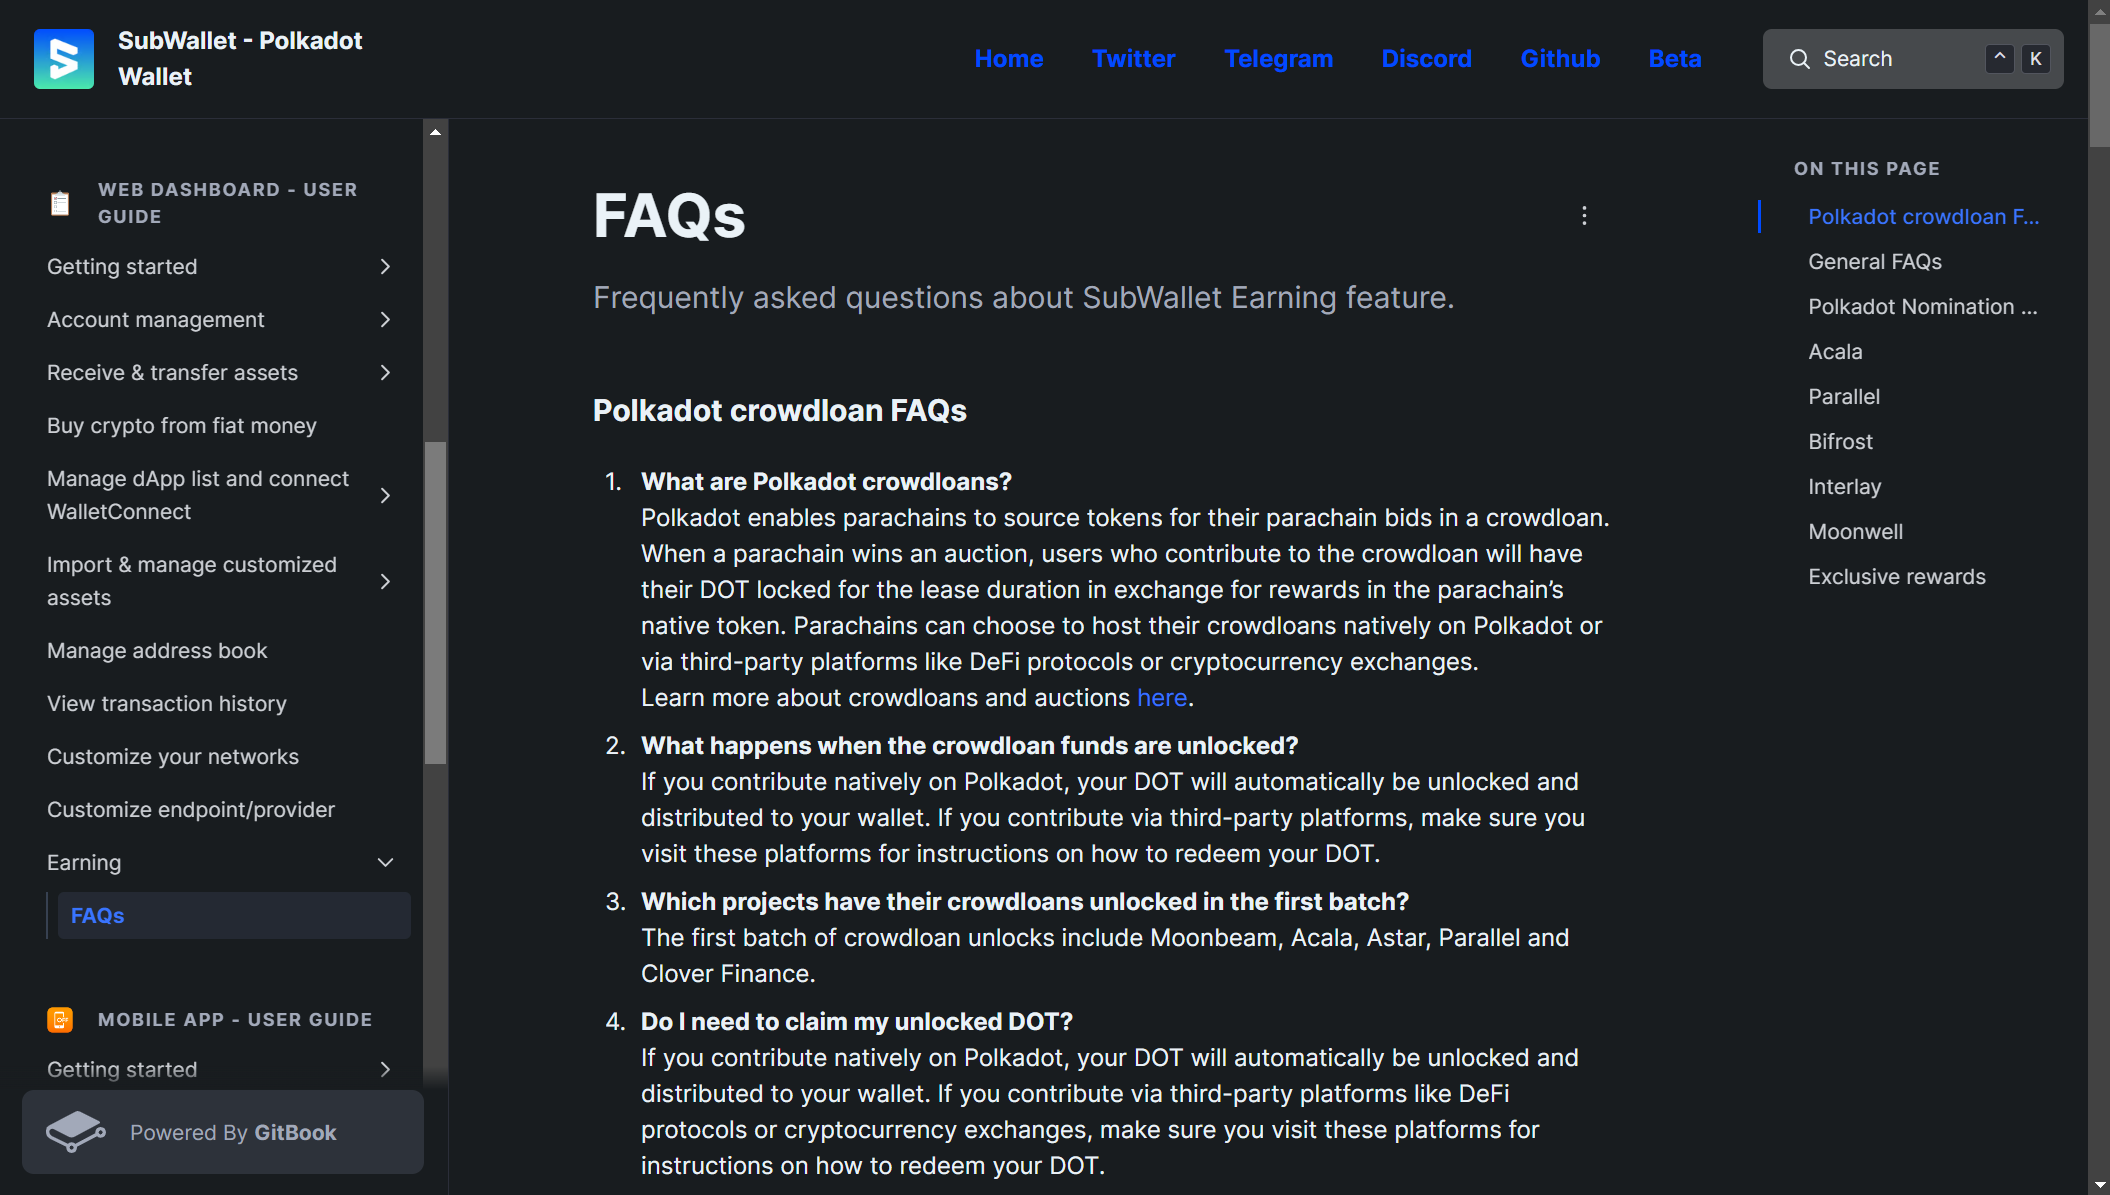 SubWallet - Polkadot
Wallet
Home
Twitter
Telegram
Discord
Github
Beta
Search
^
K
WEB DASHBOARD - USER
GUIDE
Getting started
Account management
Receive & transfer assets
Buy crypto from fiat money
Manage dApp list and connect
WalletConnect
Import & manage customized
assets
Manage address book
View transaction history
Customize your networks
Customize endpoint/provider
Earning
FAQs
MOBILE APP - USER GUIDE
Getting started
Powered By GitBook
FAQs
Frequently asked questions about SubWallet Earning feature.
Polkadot crowdloan FAQs
1. What are Polkadot crowdloans?
Polkadot enables parachains to source tokens for their parachain bids in a crowdloan.
When a parachain wins an auction, users who contribute to the crowdloan will have
their DOT locked for the lease duration in exchange for rewards in the parachain’s
native token. Parachains can choose to host their crowdloans natively on Polkadot or
via third-party platforms like DeFi protocols or cryptocurrency exchanges.
Learn more about crowdloans and auctions here.
2. What happens when the crowdloan funds are unlocked?
If you contribute natively on Polkadot, your DOT will automatically be unlocked and
distributed to your wallet. If you contribute via third-party platforms, make sure you
visit these platforms for instructions on how to redeem your DOT.
3. Which projects have their crowdloans unlocked in the first batch?
The first batch of crowdloan unlocks include Moonbeam, Acala, Astar, Parallel and
Clover Finance.
4. Do I need to claim my unlocked DOT?
If you contribute natively on Polkadot, your DOT will automatically be unlocked and
distributed to your wallet. If you contribute via third-party platforms like DeFi
protocols or cryptocurrency exchanges, make sure you visit these platforms for
instructions on how to redeem your DOT.
ON THIS PAGE
Polkadot crowdloan F...
General FAQs
Polkadot Nomination ...
Acala
Parallel
Bifrost
Interlay
Moonwell
Exclusive rewards